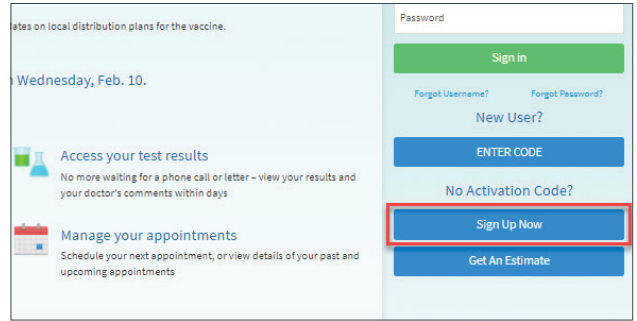 ates on local distribution plans for the vaccine.
Wednesday, Feb. 10.
Access your test results
No more waiting for a phone call or letter – view your results and
your doctor's comments within days
Manage your appointments
Schedule your next appointment, or view details of your past and
upcoming appointments
Password
Sign in
Forgot Username? Forgot Password?
New User?
ENTER CODE
No Activation Code?
Sign Up Now
Get An Estimate